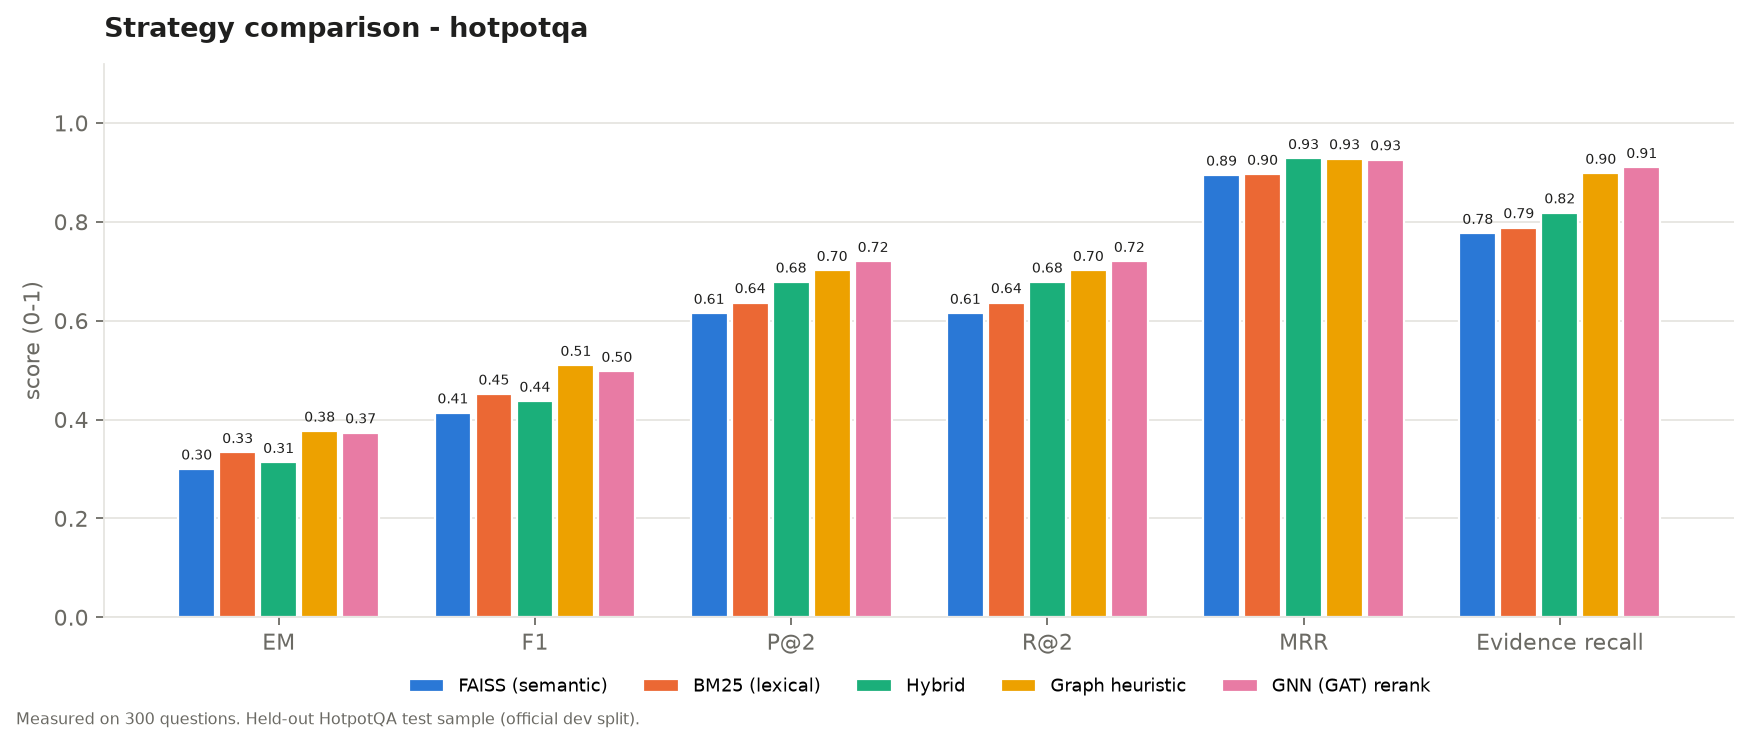 Strategy comparison - hotpotqa
score (0-1)
1.0
0.8
0.6
0.4
0.2
0.0
0.30 0.33 0.31 0.38 0.37
0.41 0.45 0.44 0.51 0.50
0.61 0.64 0.68 0.70 0.72
0.61 0.64 0.68 0.70 0.72
0.89 0.90 0.93 0.93 0.93
0.78 0.79 0.82 0.90 0.91
EM F1 P@2 R@2 MRR Evidence recall
FAISS (semantic) BM25 (lexical) Hybrid Graph heuristic GNN (GAT) rerank
Measured on 300 questions. Held-out HotpotQA test sample (official dev split).